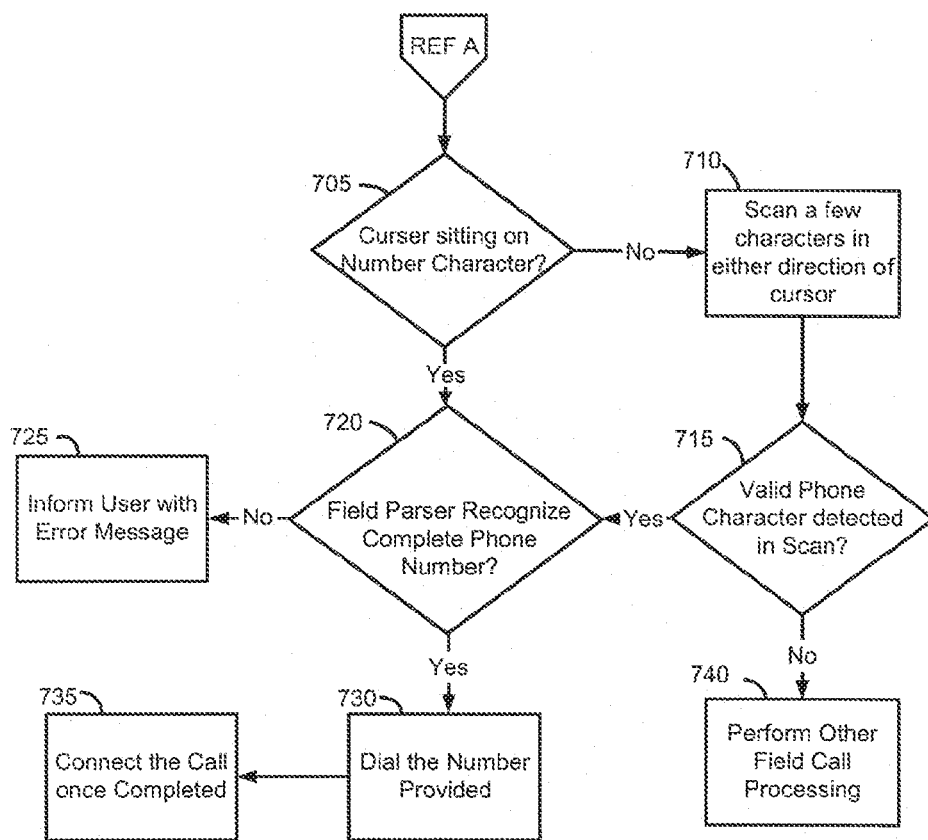 REF A
705
Curser sitting on
Number Character?
No
710
Scan a few
characters in
either direction of
cursor
Yes
720
Field Parser Recognize
Complete Phone
Number?
No
725
Inform User with
Error Message
715
Valid Phone
Character detected
in Scan?
Yes
No
740
Perform Other
Field Call
Processing
Yes
730
Dial the Number
Provided
735
Connect the Call
once Completed